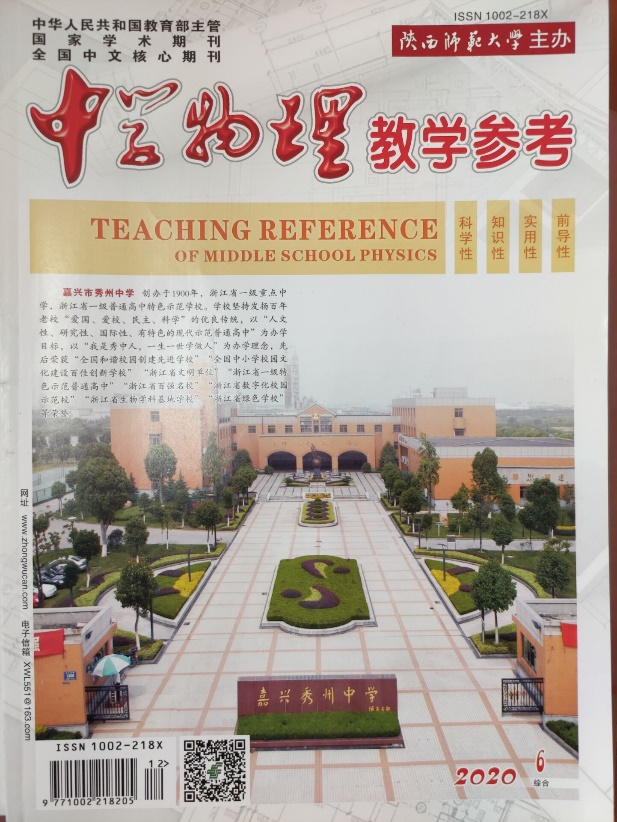 ISSN 1002-218X
中华人民共和国教育部主管
国家学术期刊
全国中文核心期刊
陕西师范大学主办
中学物理教学参考
TEACHING REFERENCE
OF MIDDLE SCHOOL PHYSICS
科学性
知识性
实用性
前导性
嘉兴市秀州中学 创办于1900年，浙江省一级重点中
学，浙江省一级普通高中特色示范学校。学校坚持发扬百年
老校“爱国、爱校、民主、科学”的优良传统，以“人文
性、研究性、国际性、有特色的现代示范普通高中”为办学
目标，以“我是秀中人，一生一世学做人”为办学理念，先
后荣获“全国和谐校园创建先进学校”“全国中小学校园文
化建设百佳创新学校”“浙江省文明单位”“浙江省一级特
色示范普通高中”“浙江省百强名校”“浙江省数字化校园
示范校”“浙江省生物学科基地学校”“浙江省绿色学校”
等荣誉。
网址 www.zhongwucan.com 电子信箱 XWL551@163.com
嘉兴秀州中学
ISSN 1002-218X
12>
9 771002 218205
2020 6
综合